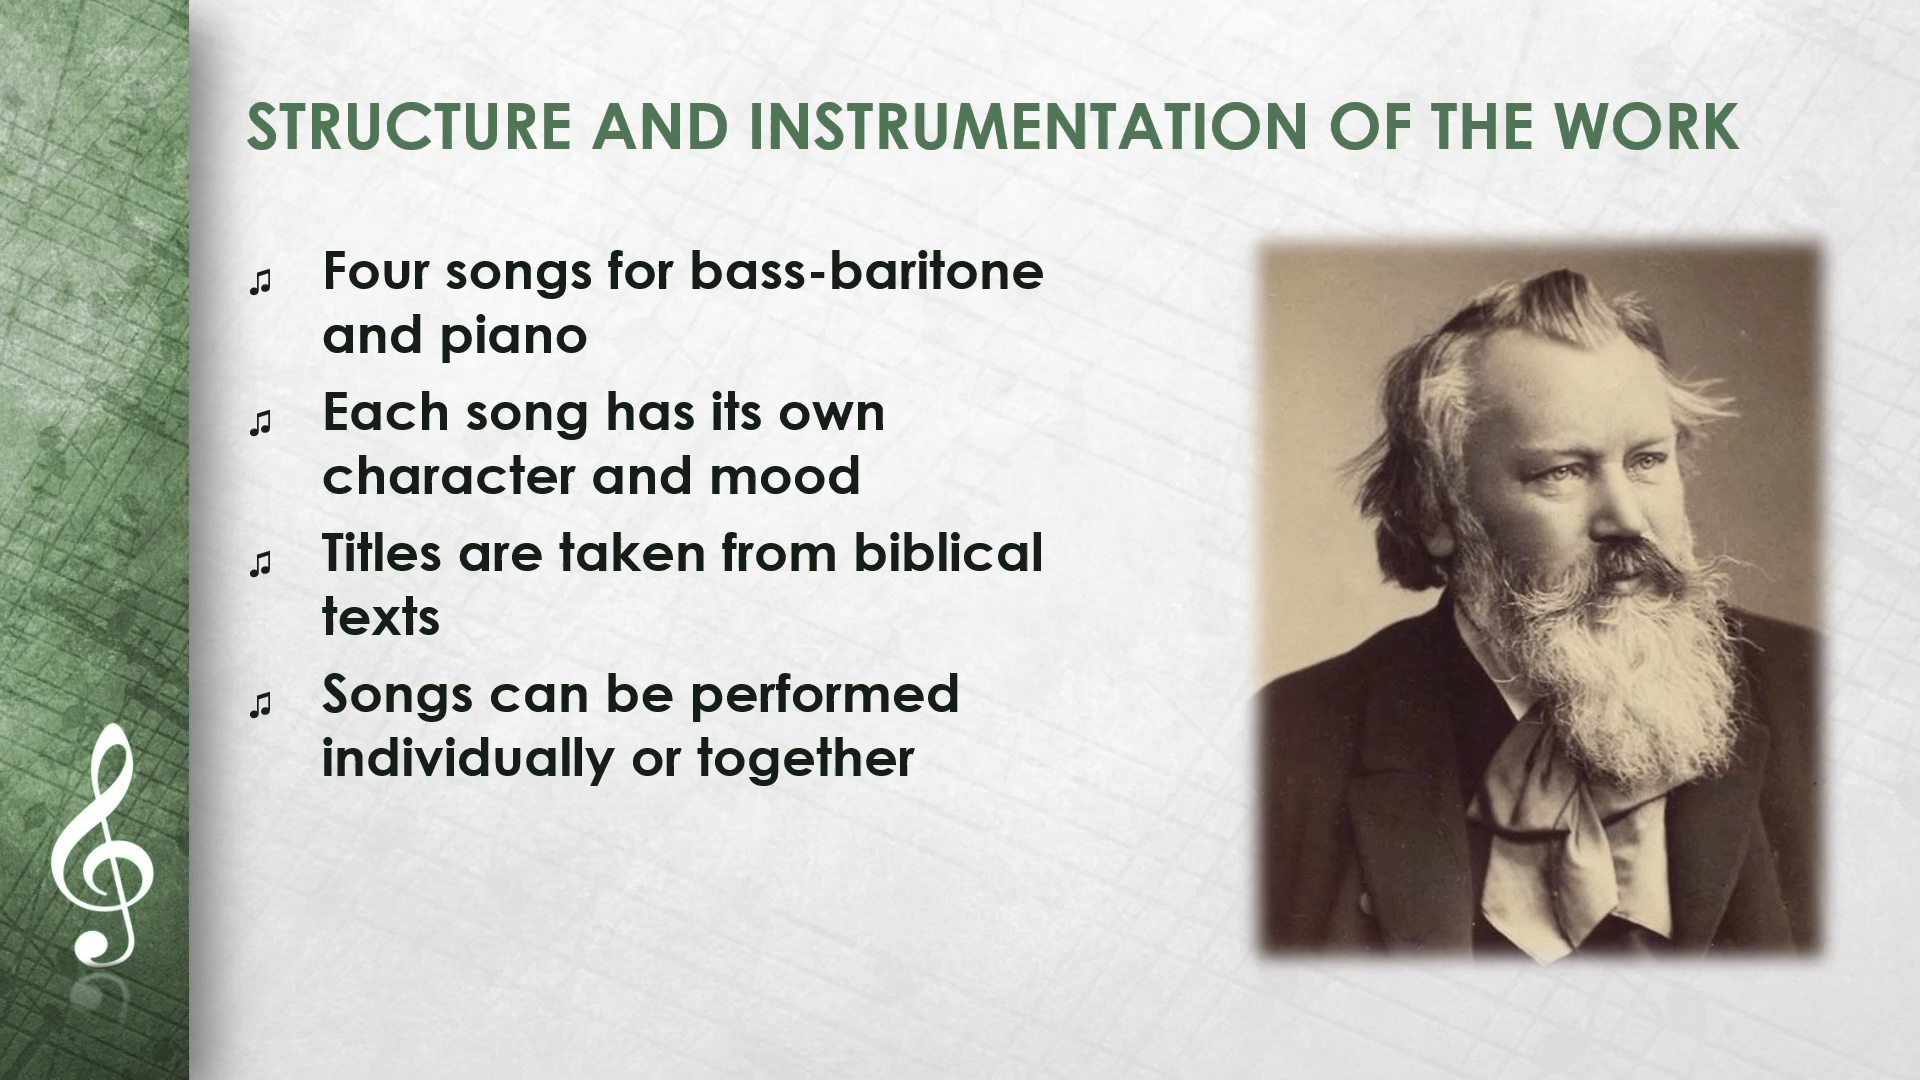 STRUCTURE AND INSTRUMENTATION OF THE WORK
♫ Four songs for bass-baritone
and piano
♫ Each song has its own
character and mood
♫ Titles are taken from biblical
texts
♫ Songs can be performed
individually or together